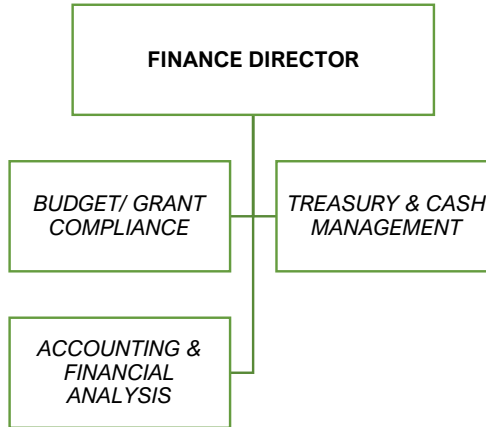 FINANCE DIRECTOR
BUDGET/ GRANT
COMPLIANCE
TREASURY & CASH
MANAGEMENT
ACCOUNTING &
FINANCIAL
ANALYSIS